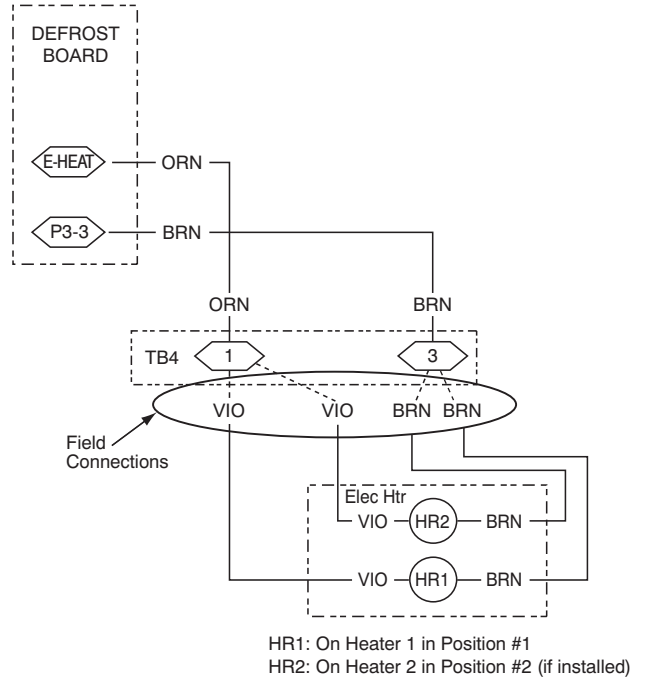 DEFROST
BOARD
E-HEAT
ORN
P3-3
BRN
ORN
BRN
TB4
1
3
VIO
VIO
BRN
BRN
Field
Connections
Elec Htr
VIO
HR2
BRN
VIO
HR1
BRN
HR1: On Heater 1 in Position #1
HR2: On Heater 2 in Position #2 (if installed)